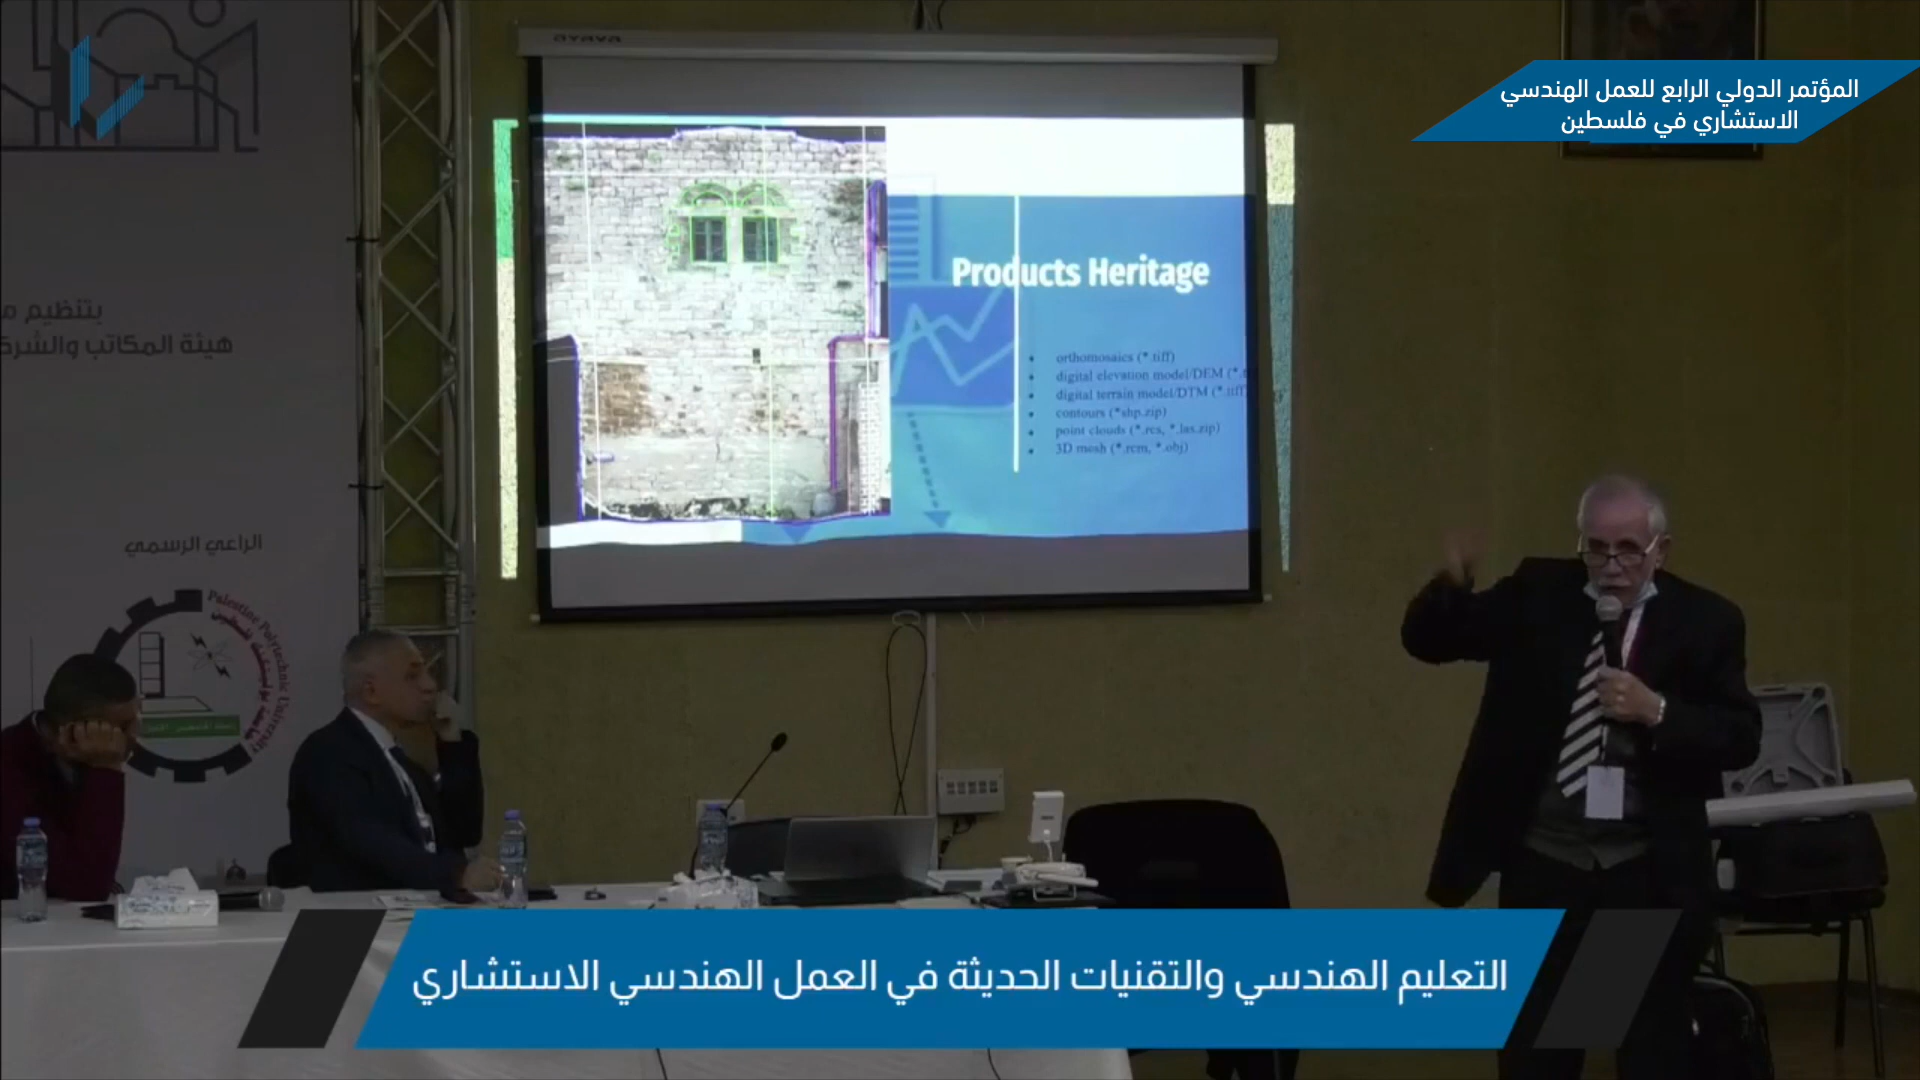 المؤتمر الدولي الرابع للعمل الهندسي
الاستشاري في فلسطين
بتنظيم
هيئة المكاتب
الراعي الرسمي
Palestine Polytechnic University
Products Heritage
orthomosaics (*.tiff)
digital elevation model/DEM
digital terrain model/DTM (*.tiff)
contours (*shp.zip)
point clouds (*.rcs, *.las.zip)
3D mesh (*.rcm, *.obj)
التعليم الهندسي والتقنيات الحديثة في العمل الهندسي الاستشاري